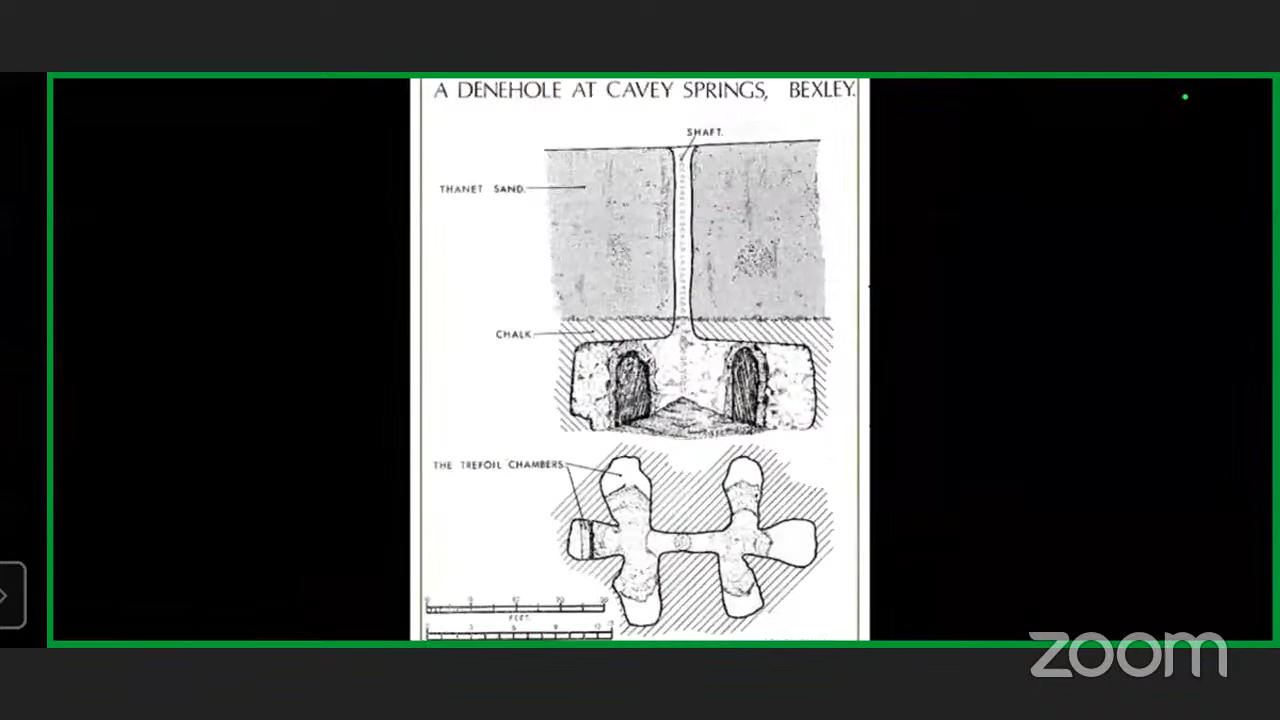 A DENEHOLE AT CAVEY SPRINGS, BEXLEY.
SHAFT.
THANET SAND.
CHALK.
THE TREFOIL CHAMBERS.
FEET.
zoom